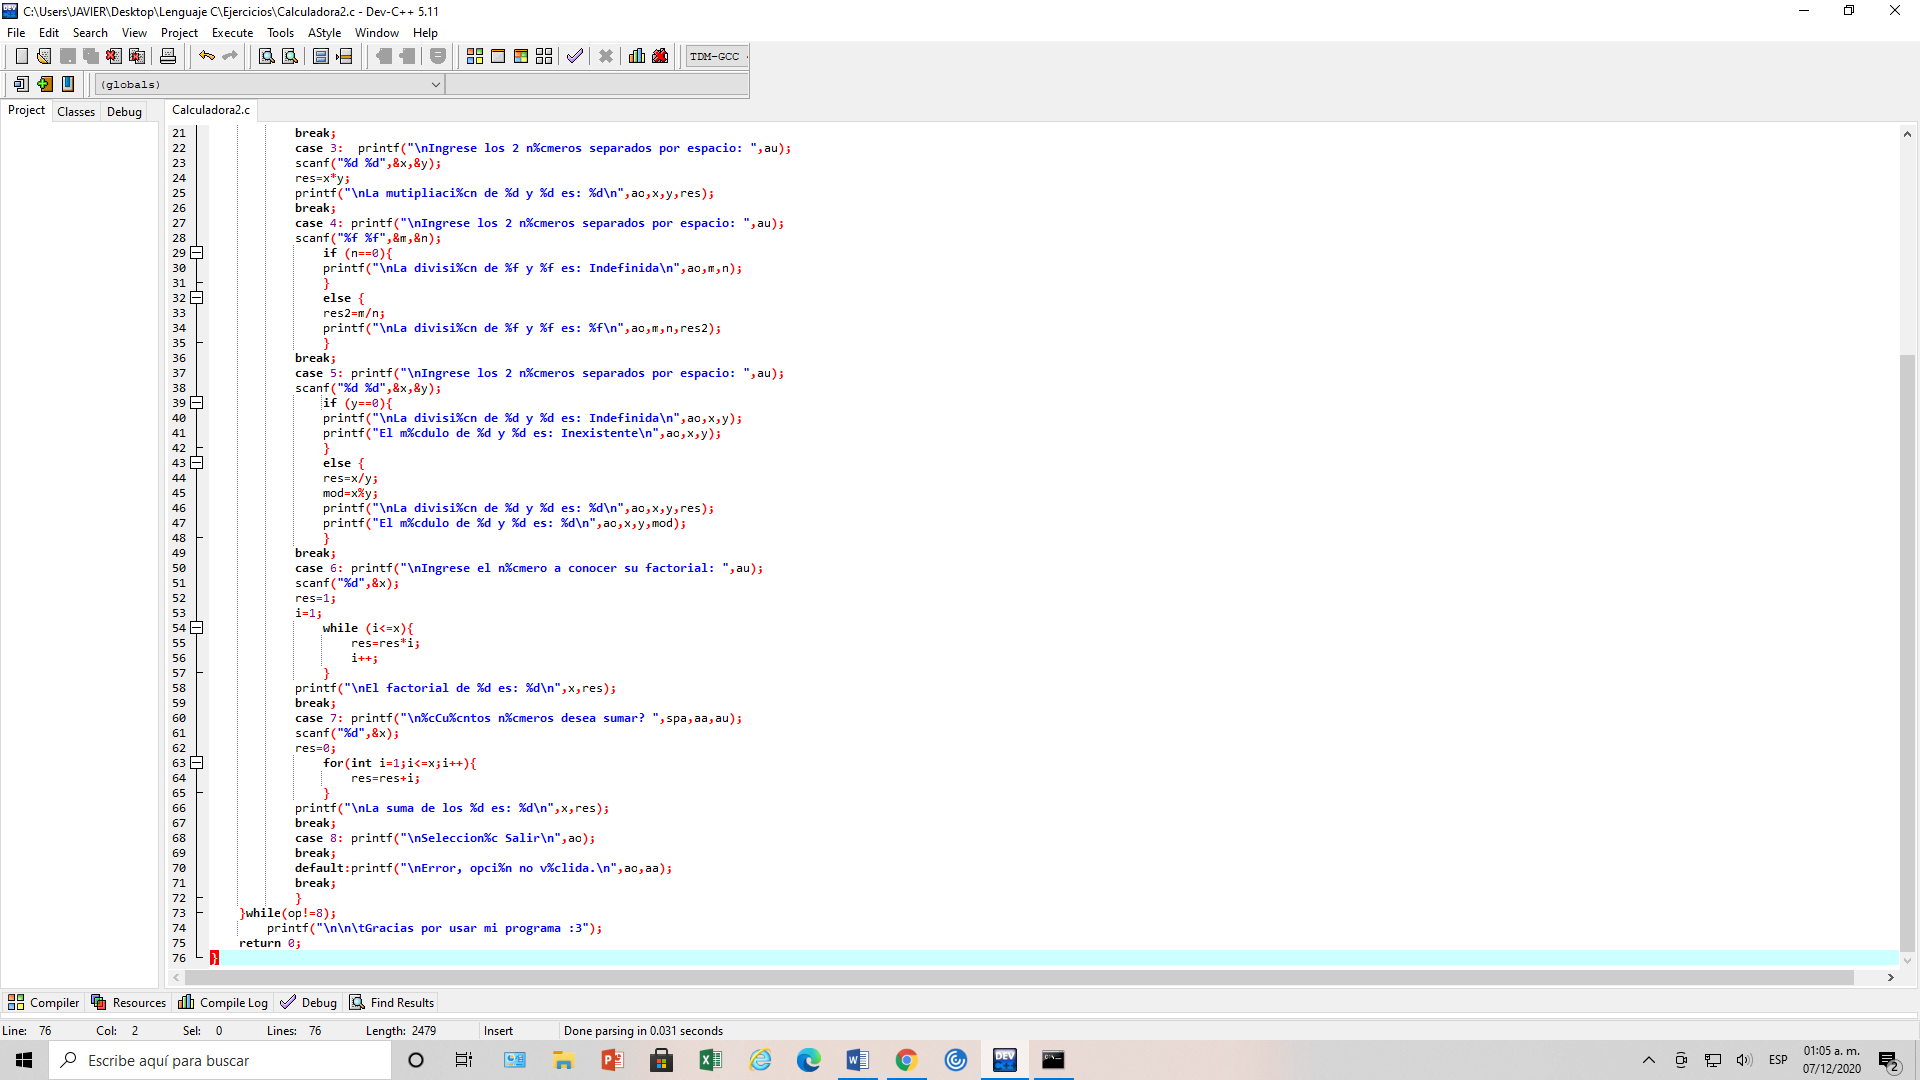 C:\Users\JAVIER\Desktop\Lenguaje C\Ejercicios\Calculadora2.c - Dev-C++ 5.11
File Edit Search View Project Execute Tools AStyle Window Help
TDM-GCC
(globals)
Project Classes Debug
Calculadora2.c
21 break;
22 case 3:  printf("\nIngrese los 2 n%cmeros separados por espacio: ",au);
23 scanf("%d %d",&x,&y);
24 res=x*y;
25 printf("\nLa mutipliaci%cn de %d y %d es: %d\n",ao,x,y,res);
26 break;
27 case 4: printf("\nIngrese los 2 n%cmeros separados por espacio: ",au);
28 scanf("%f %f",&m,&n);
29 if (n==0){
30 printf("\nLa divisi%cn de %f y %f es: Indefinida\n",ao,m,n);
31 }
32 else {
33 res2=m/n;
34 printf("\nLa divisi%cn de %f y %f es: %f\n",ao,m,n,res2);
35 }
36 break;
37 case 5: printf("\nIngrese los 2 n%cmeros separados por espacio: ",au);
38 scanf("%d %d",&x,&y);
39 if (y==0){
40 printf("\nLa divisi%cn de %d y %d es: Indefinida\n",ao,x,y);
41 printf("El m%cdulo de %d y %d es: Inexistente\n",ao,x,y);
42 }
43 else {
44 res=x/y;
45 mod=x%y;
46 printf("\nLa divisi%cn de %d y %d es: %d\n",ao,x,y,res);
47 printf("El m%cdulo de %d y %d es: %d\n",ao,x,y,mod);
48 }
49 break;
50 case 6: printf("\nIngrese el n%cmero a conocer su factorial: ",au);
51 scanf("%d",&x);
52 res=1;
53 i=1;
54 while (i<=x){
55 res=res*i;
56 i++;
57 }
58 printf("\nEl factorial de %d es: %d\n",x,res);
59 break;
60 case 7: printf("\n%cCu%cntos n%cmeros desea sumar? ",spa,aa,au);
61 scanf("%d",&x);
62 res=0;
63 for(int i=1;i<=x;i++){
64 res=res+i;
65 }
66 printf("\nLa suma de los %d es: %d\n",x,res);
67 break;
68 case 8: printf("\nSeleccion%c Salir\n",ao);
69 break;
70 default:printf("\nError, opci%n no v%clida.\n",ao,aa);
71 break;
72 }
73 }while(op!=8);
74 printf("\n\n\tGracias por usar mi programa :3");
75 return 0;
76 }
Compiler Resources Compile Log Debug Find Results
Line: 76 Col: 2 Sel: 0 Lines: 76 Length: 2479 Insert Done parsing in 0.031 seconds
Escribe aquí para buscar
ESP
01:05 a. m.
07/12/2020
2